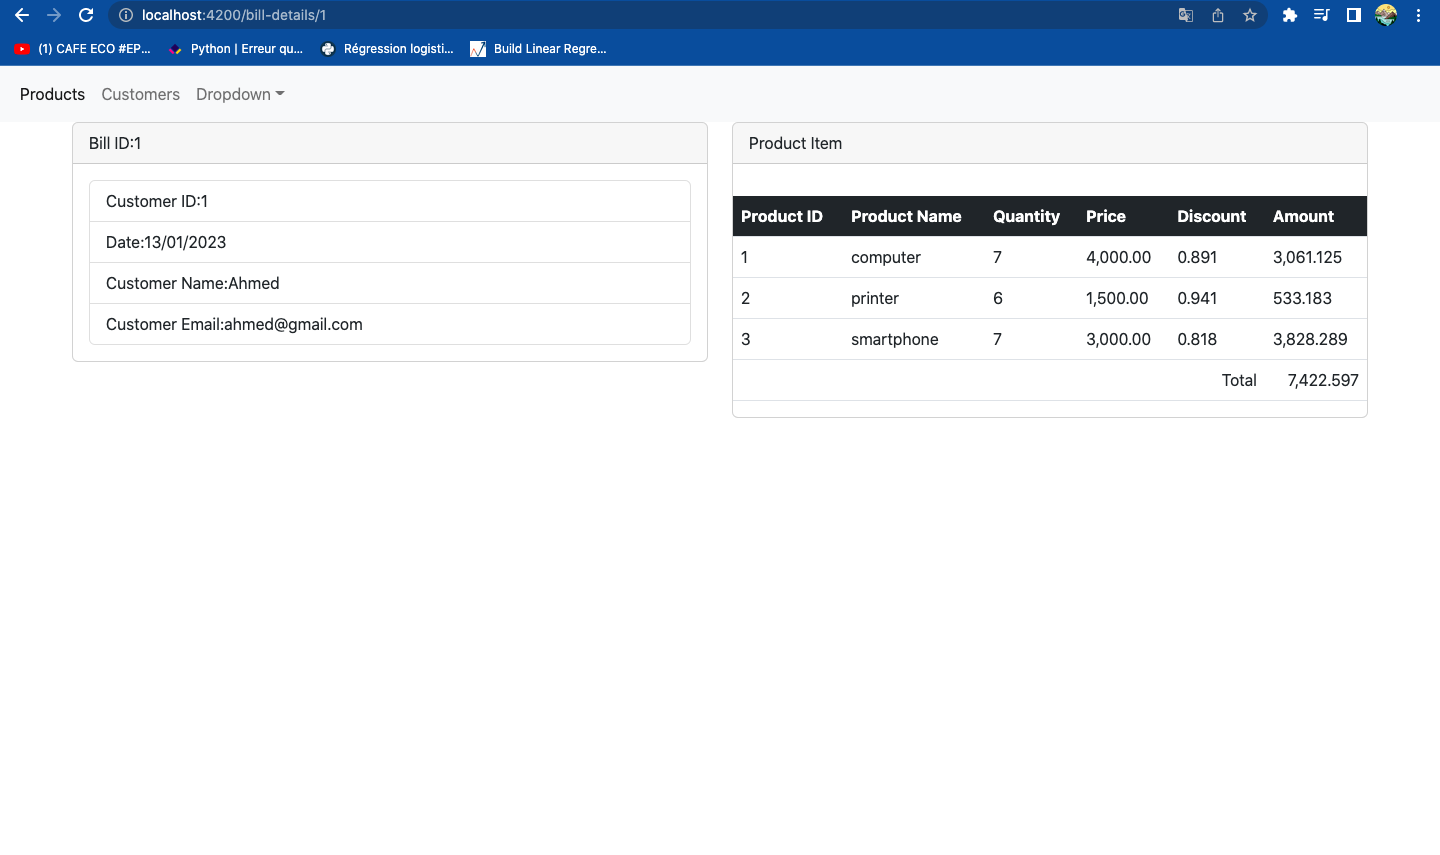 localhost:4200/bill-details/1
(1) CAFE ECO #EP... Python | Erreur qu... Régression logisti... Build Linear Regre...
Products Customers Dropdown
Bill ID:1
Customer ID:1
Date:13/01/2023
Customer Name:Ahmed
Customer Email:ahmed@gmail.com
Product Item
Product ID Product Name Quantity Price Discount Amount
1 computer 7 4,000.00 0.891 3,061.125
2 printer 6 1,500.00 0.941 533.183
3 smartphone 7 3,000.00 0.818 3,828.289
Total 7,422.597